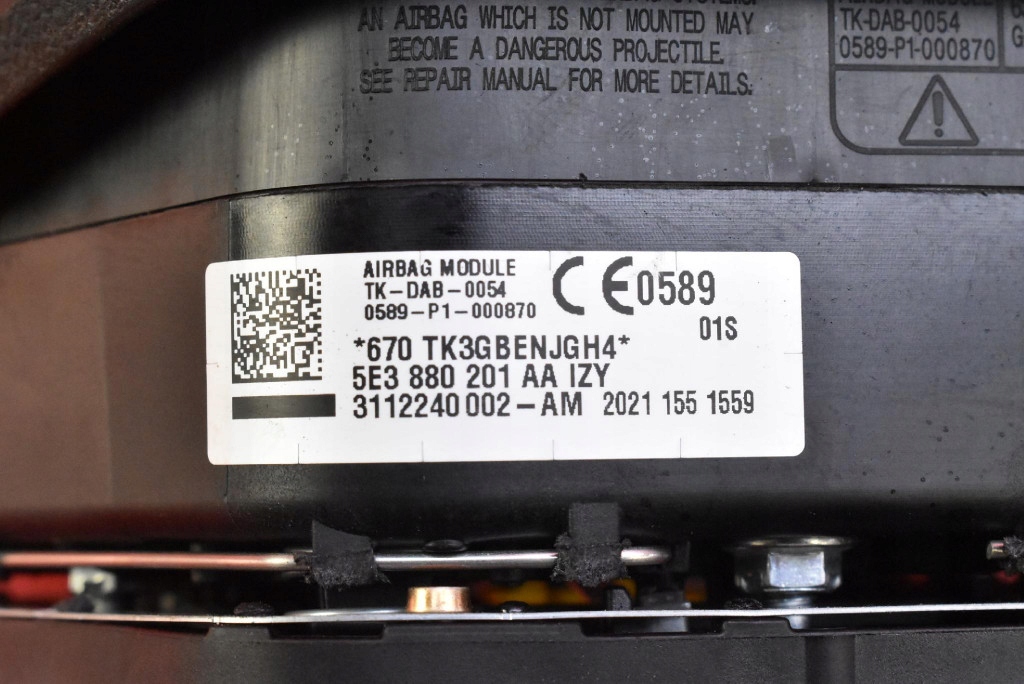 AN AIRBAG WHICH IS NOT MOUNTED MAY
BECOME A DANGEROUS PROJECTILE.
SEE REPAIR MANUAL FOR MORE DETAILS.
AIRBAG MODULE
TK-DAB-0054
0589-P1-000870
AIRBAG MODULE
TK-DAB-0054
0589-P1-000870
CE0589
01S
*670 TK3GBENJGH4*
5E3 880 201 AA IZY
3112240002-AM 2021 155 1559